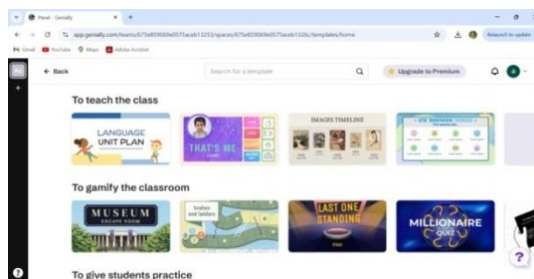 Panel - Genially
app.genially.com/teams/
Relaunch to update
Gmail
YouTube
Maps
Adobe Acrobat
Back
Search for a template
Upgrade to Premium
To teach the class
LANGUAGE
UNIT PLAN
THAT'S ME
IMAGES TIMELINE
ICE BREAKER
To gamify the classroom
MUSEUM
ESCAPE ROOM
Snakes
and ladders
LAST ONE
STANDING
MILLIONAIRE
QUIZ
?
To give students practice